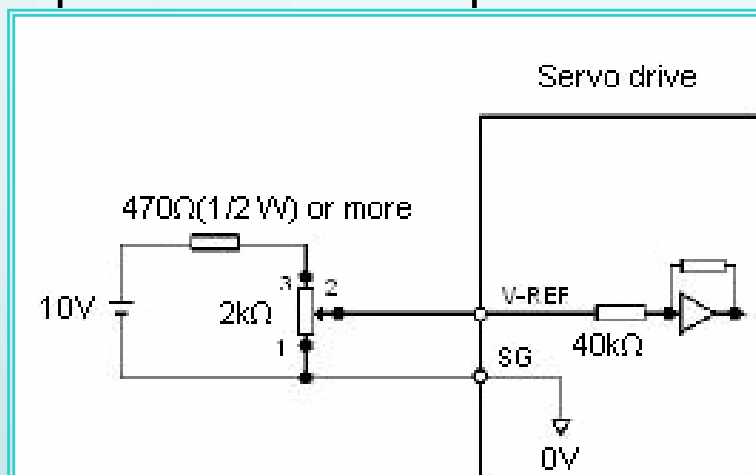 Servo drive
470Ω(1/2 W) or more
10V
3
2
2kΩ
1
V-REF
40kΩ
SG
0V